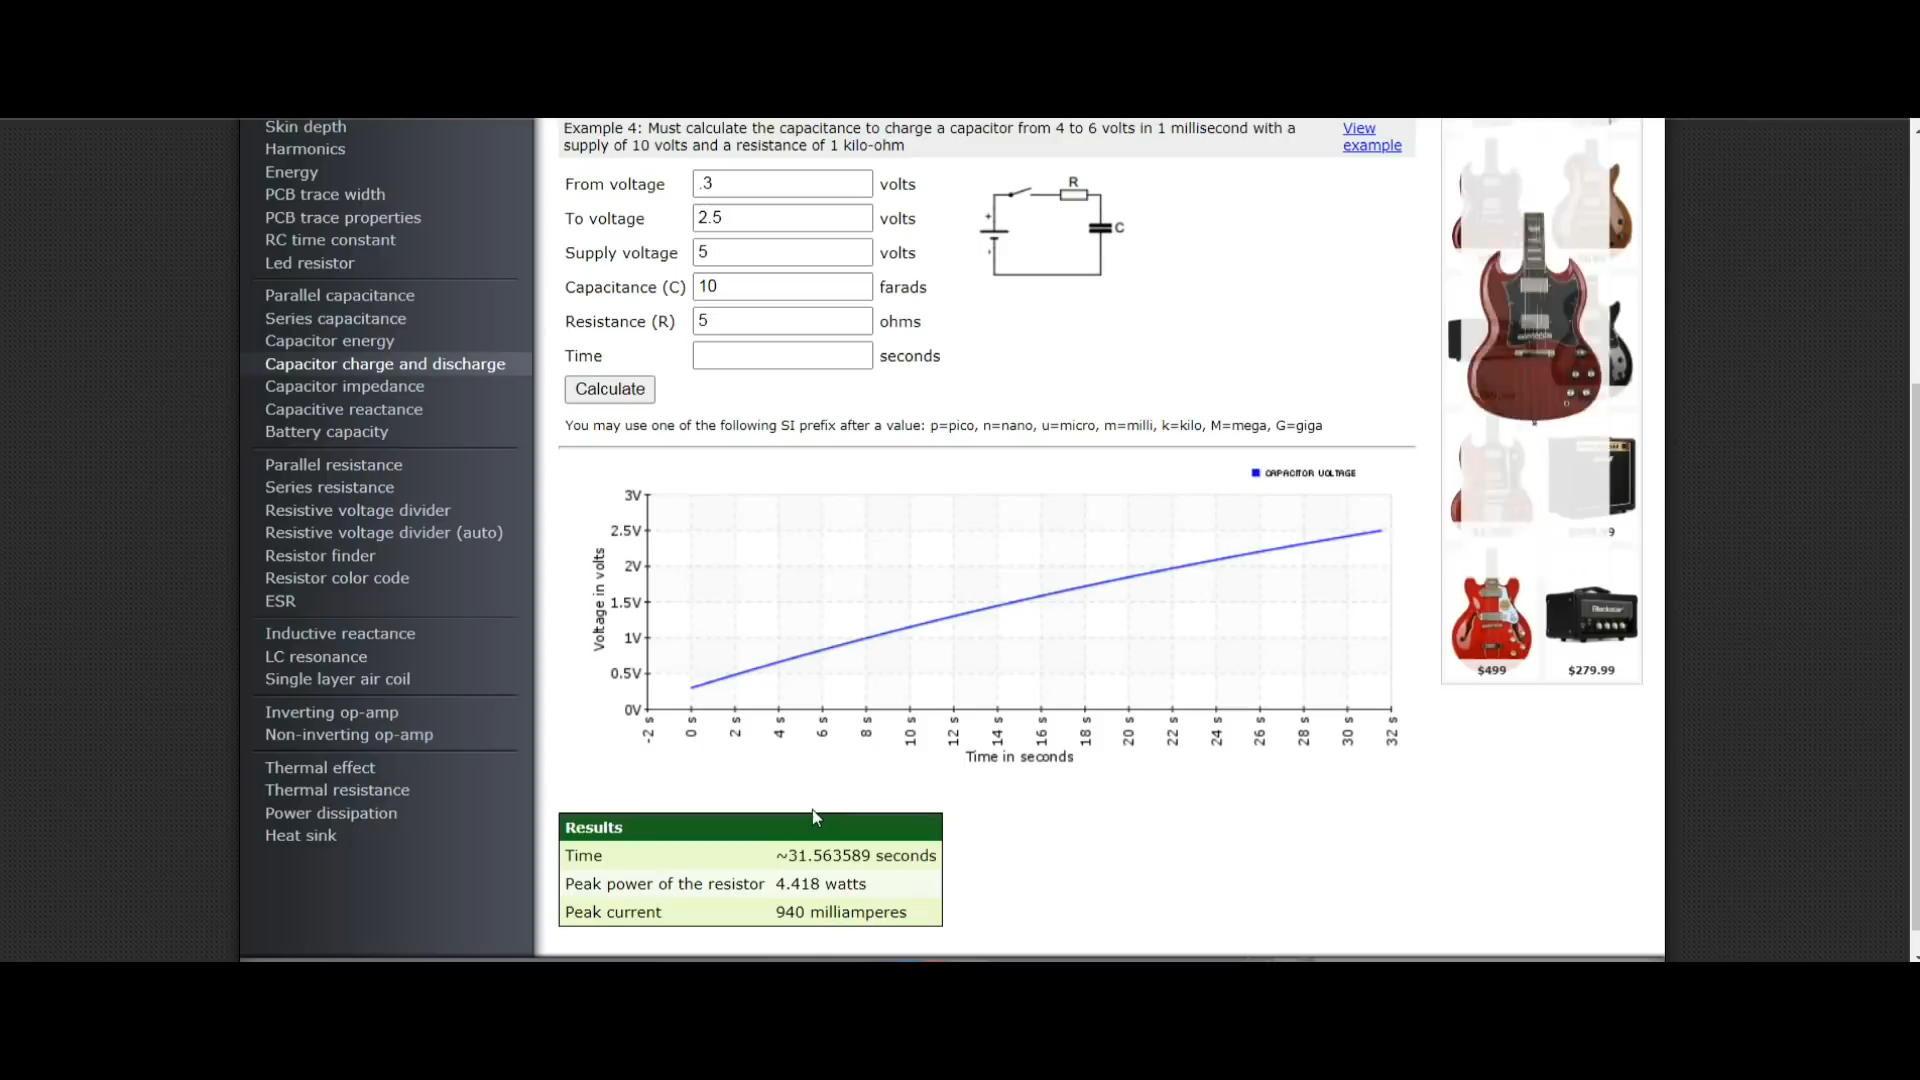 Skin depth
Harmonics
Energy
PCB trace width
PCB trace properties
RC time constant
Led resistor
Parallel capacitance
Series capacitance
Capacitor energy
Capacitor charge and discharge
Capacitor impedance
Capacitive reactance
Battery capacity
Parallel resistance
Series resistance
Resistive voltage divider
Resistive voltage divider (auto)
Resistor finder
Resistor color code
ESR
Inductive reactance
LC resonance
Single layer air coil
Inverting op-amp
Non-inverting op-amp
Thermal effect
Thermal resistance
Power dissipation
Heat sink
Example 4: Must calculate the capacitance to charge a capacitor from 4 to 6 volts in 1 millisecond with a
supply of 10 volts and a resistance of 1 kilo-ohm
View
example
From voltage .3 volts
To voltage 2.5 volts
Supply voltage 5 volts
Capacitance (C) 10 farads
Resistance (R) 5 ohms
Time seconds
R
+
C
-
Calculate
You may use one of the following SI prefix after a value: p=pico, n=nano, u=micro, m=milli, k=kilo, M=mega, G=giga
CAPACITOR VOLTAGE
3V
2.5V
2V
1.5V
1V
0.5V
0V
Voltage in volts
-2 s
0 s
2 s
4 s
6 s
8 s
10 s
12 s
14 s
16 s
18 s
20 s
22 s
24 s
26 s
28 s
30 s
32 s
Time in seconds
Results
Time ~31.563589 seconds
Peak power of the resistor 4.418 watts
Peak current 940 milliamperes
Blackstar
$499
$279.99